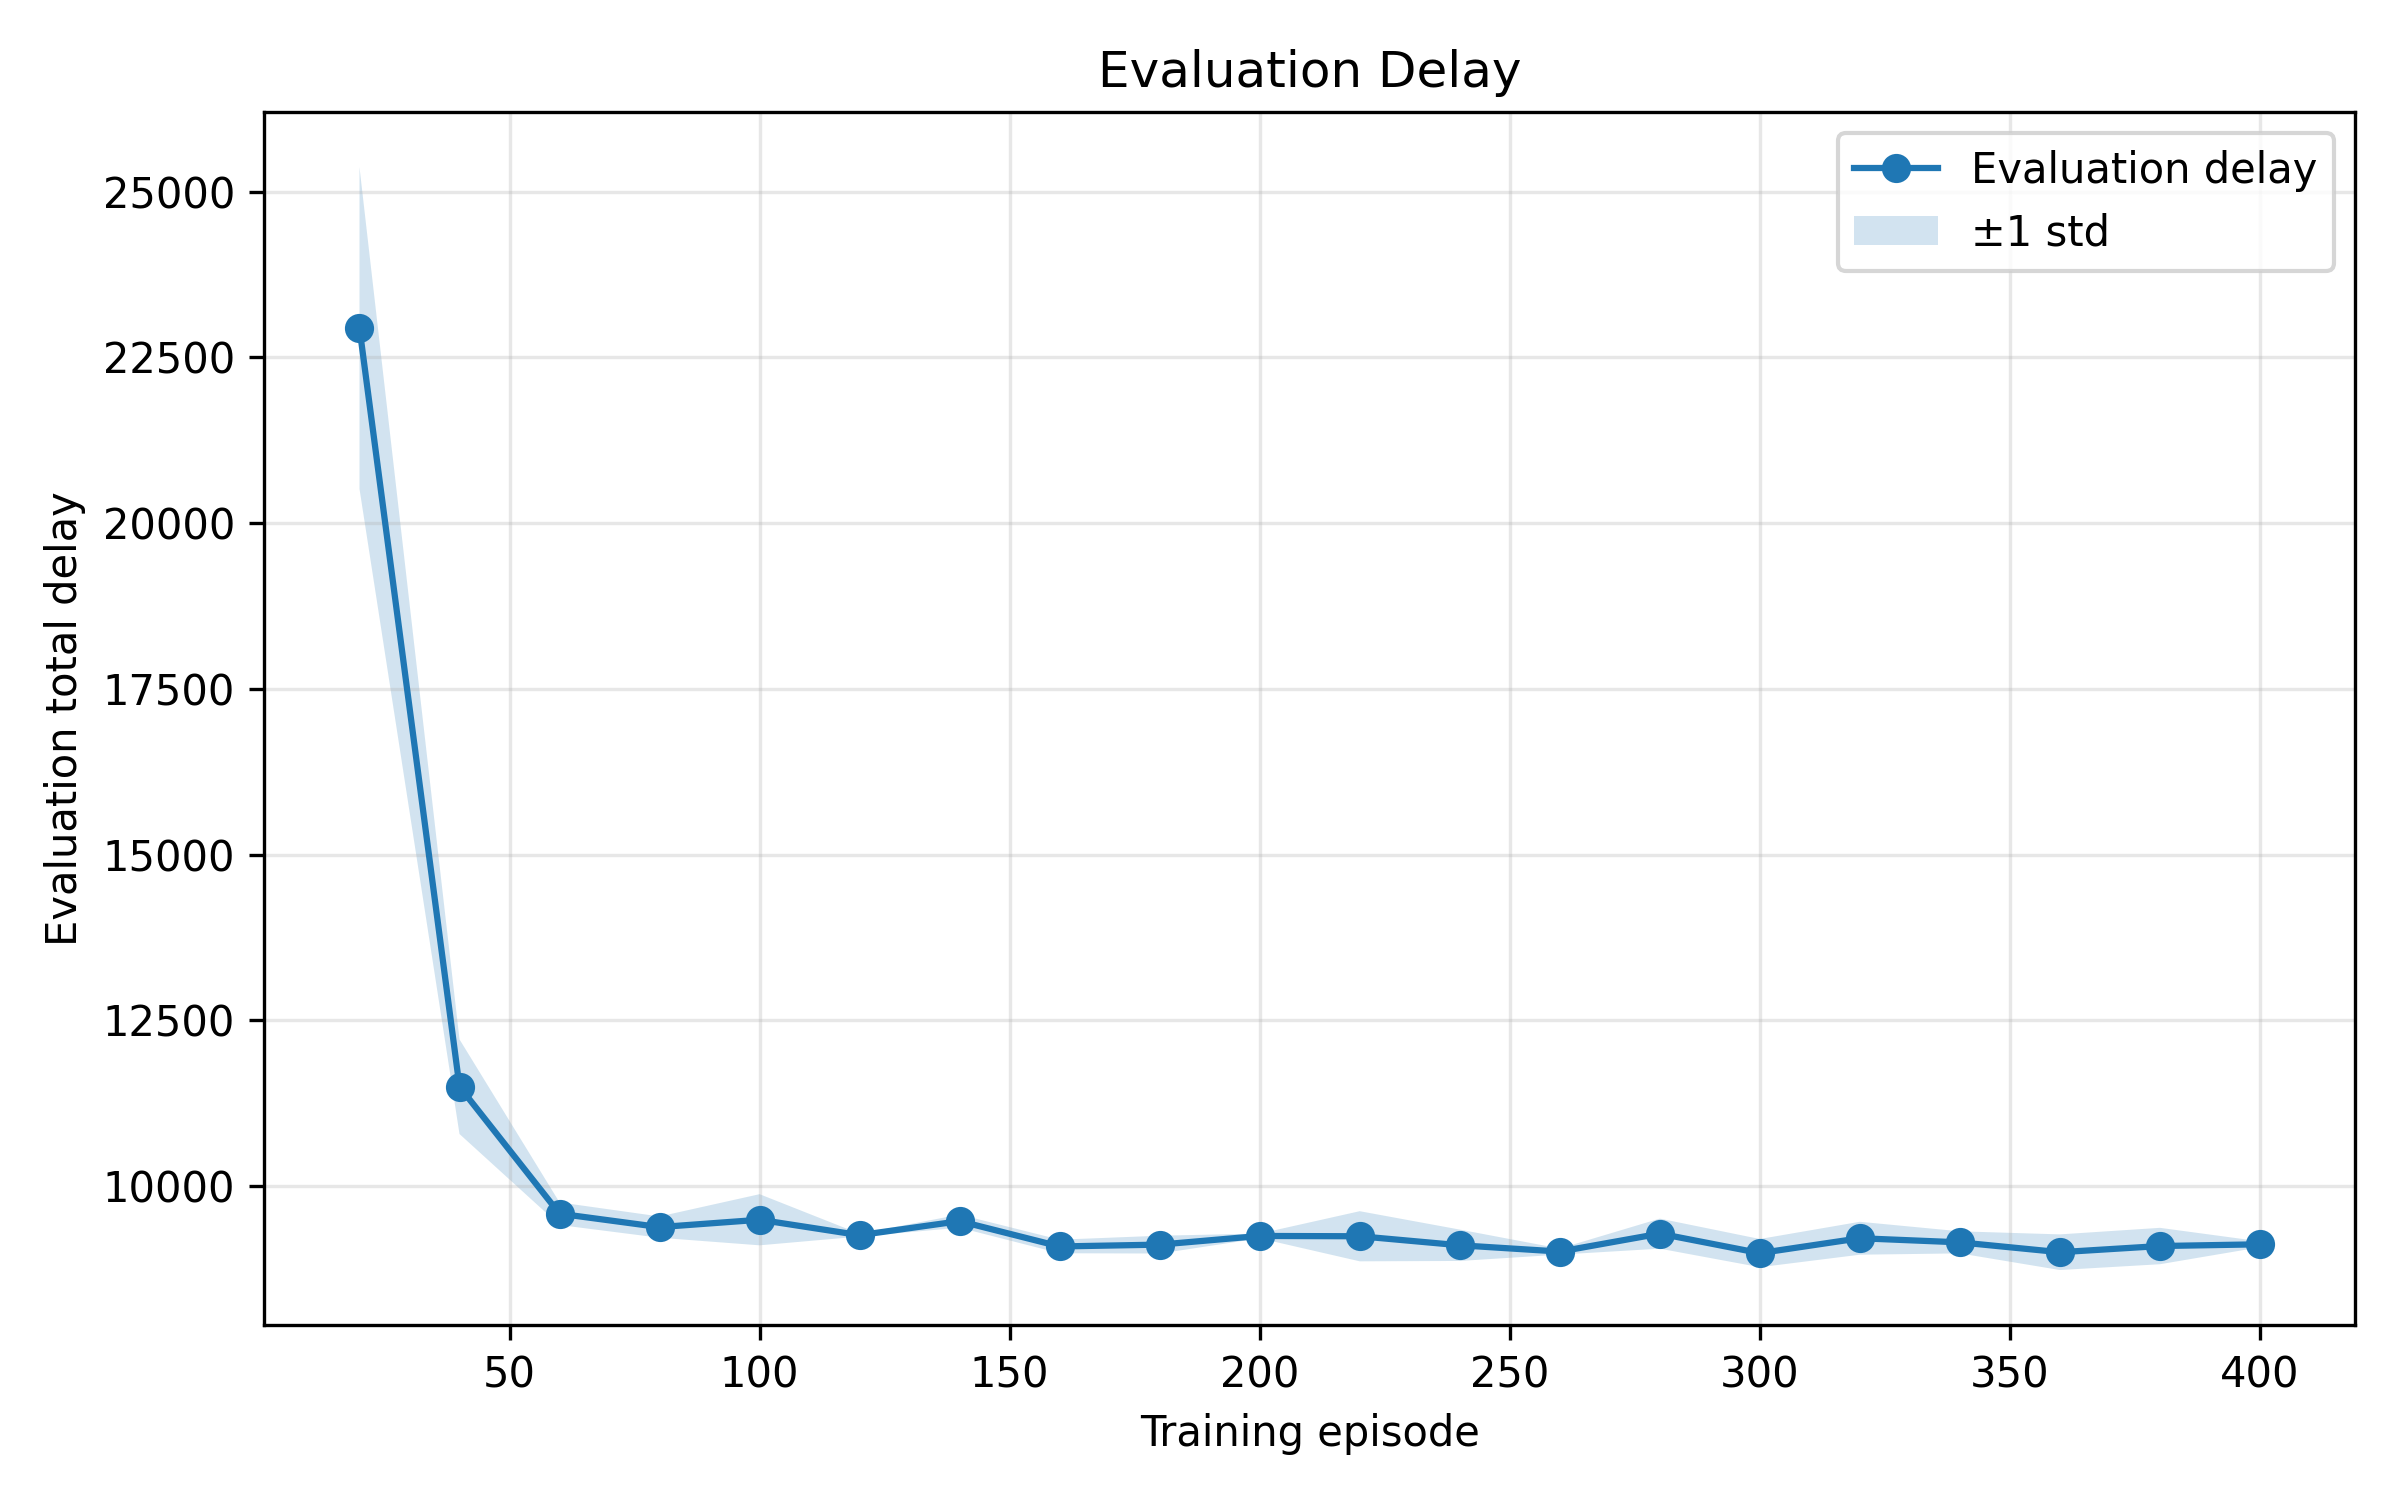 Evaluation Delay
Evaluation delay
±1 std
Evaluation total delay
25000
22500
20000
17500
15000
12500
10000
50 100 150 200 250 300 350 400
Training episode